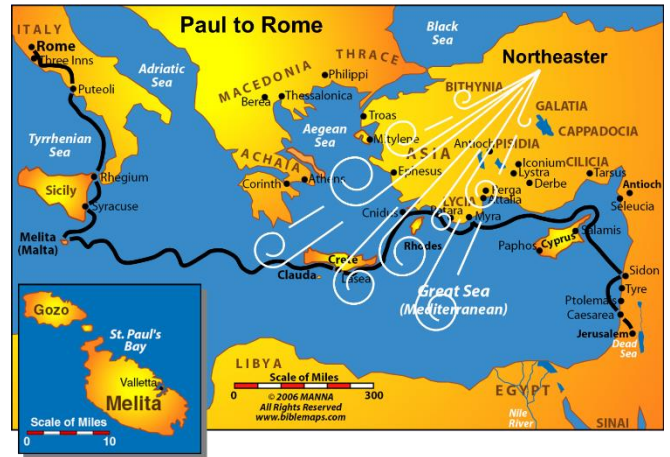 Paul to Rome
Black
Sea
Northeaster
ITALY
Rome
Three Inns
Puteoli
Adriatic
Sea
Tyrrhenian
Sea
MACEDONIA
THRACE
Philippi
Berea
Thessalonica
Aegean
Sea
Troas
Mitylene
BITHYNIA
GALATIA
CAPPADOCIA
ASIA
Antioch
PISIDIA
Iconium
Lystra
Derbe
CILICIA
Tarsus
Antioch
Seleucia
Ephesus
ACHAIA
Corinth
Athens
Rhegium
Sicily
Syracuse
Melita
(Malta)
Cnidus
LYCIA
Patara
Perga
Attalia
Myra
Rhodes
Crete
Lasea
Clauda
Paphos
Cyprus
Salamis
Great Sea
(Mediterranean)
Sidon
Tyre
Ptolemais
Caesarea
Jerusalem
Dead
Sea
LIBYA
Scale of Miles
0
300
© 2006 MANNA
All Rights Reserved
www.biblemaps.com
EGYPT
Nile
River
SINAI
Gozo
St. Paul's
Bay
Valletta
Melita
Scale of Miles
0
10